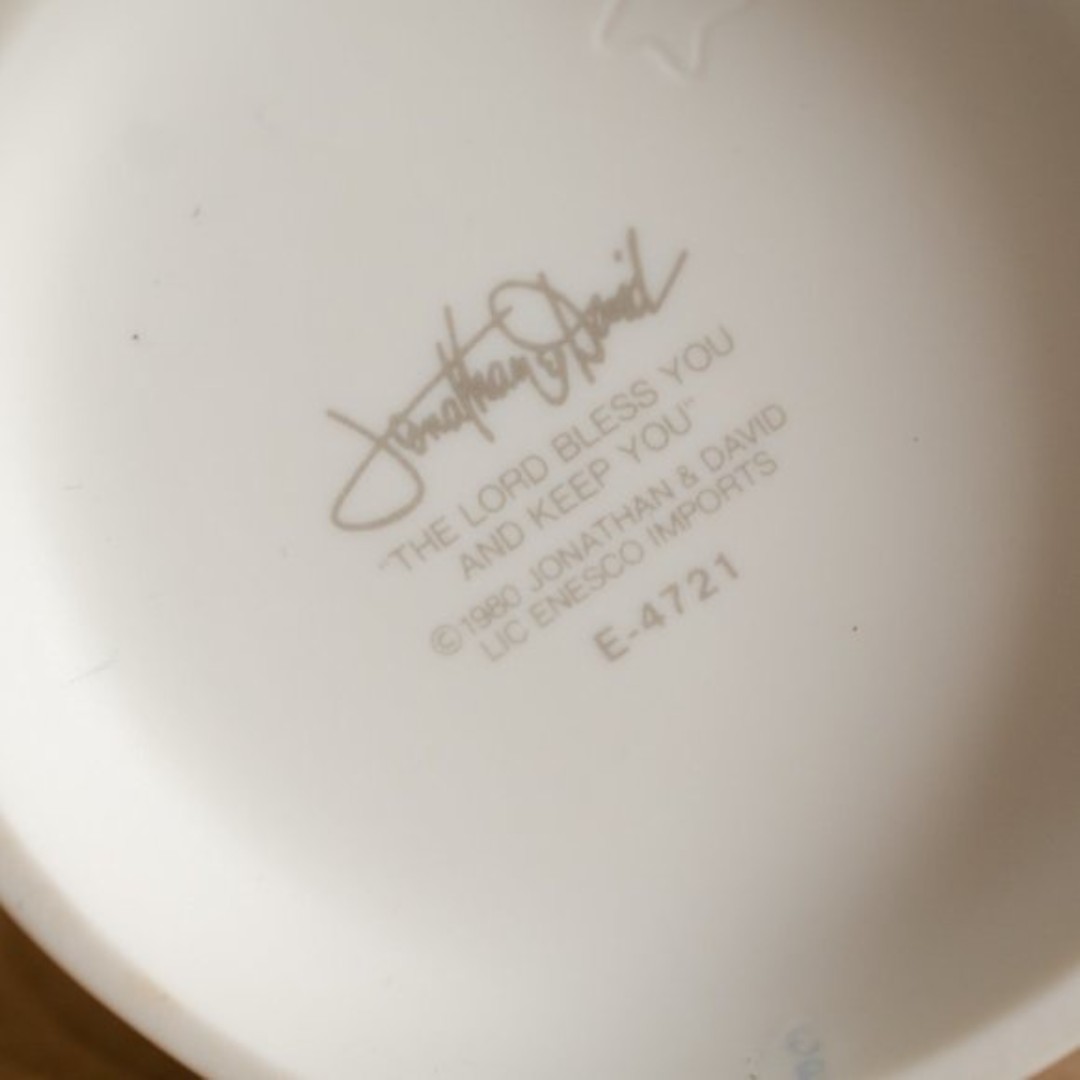 Jonathan & David
"THE LORD BLESS YOU
AND KEEP YOU"
©1980 JONATHAN & DAVID
LIC ENESCO IMPORTS
E-4721